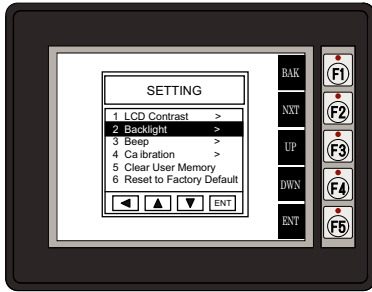 SETTING
1 LCD Contrast >
2 Backlight >
3 Beep >
4 Ca ibration >
5 Clear User Memory
6 Reset to Factory Default
ENT
BAK
NXT
UP
DWN
ENT
F1
F2
F3
F4
F5